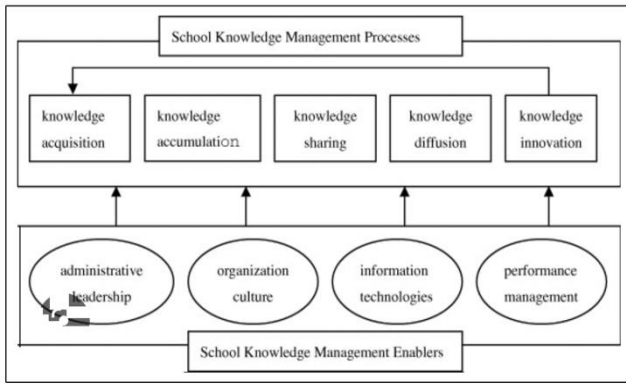 School Knowledge Management Processes
knowledge acquisition
knowledge accumulation
knowledge sharing
knowledge diffusion
knowledge innovation
administrative leadership
organization culture
information technologies
performance management
School Knowledge Management Enablers